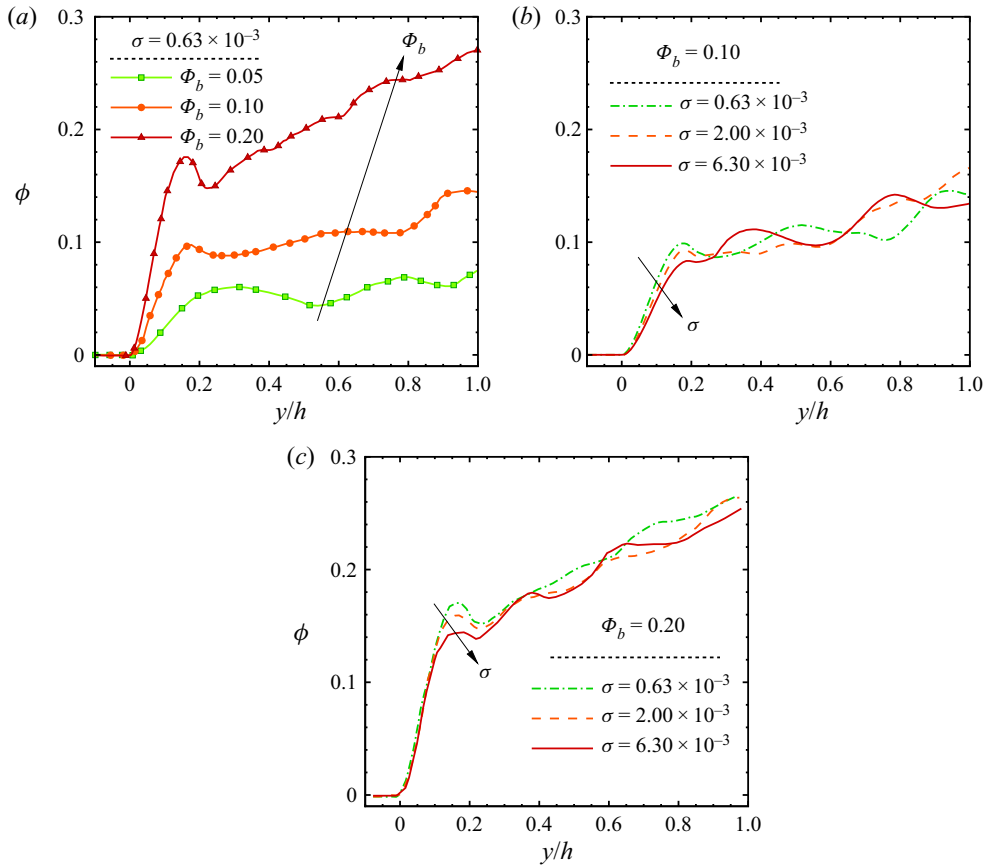 (a)
σ = 0.63 × 10⁻³
Φ_b = 0.05
Φ_b = 0.10
Φ_b = 0.20
Φ_b
0.3
0.2
0.1
0
ϕ
0 0.2 0.4 0.6 0.8 1.0
y/h
(b)
Φ_b = 0.10
σ = 0.63 × 10⁻³
σ = 2.00 × 10⁻³
σ = 6.30 × 10⁻³
σ
0.3
0.2
0.1
0
0 0.2 0.4 0.6 0.8 1.0
y/h
(c)
0.3
0.2
0.1
0
ϕ
σ
Φ_b = 0.20
σ = 0.63 × 10⁻³
σ = 2.00 × 10⁻³
σ = 6.30 × 10⁻³
0 0.2 0.4 0.6 0.8 1.0
y/h